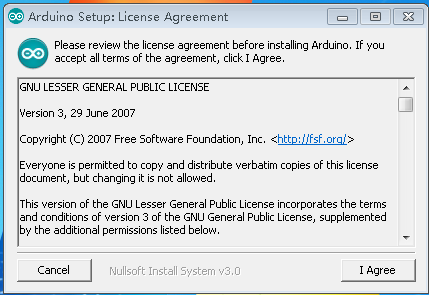 Arduino Setup: License Agreement
Please review the license agreement before installing Arduino. If you
accept all terms of the agreement, click I Agree.
GNU LESSER GENERAL PUBLIC LICENSE
Version 3, 29 June 2007
Copyright (C) 2007 Free Software Foundation, Inc. <http://fsf.org/>
Everyone is permitted to copy and distribute verbatim copies of this license
document, but changing it is not allowed.
This version of the GNU Lesser General Public License incorporates the terms
and conditions of version 3 of the GNU General Public License, supplemented
by the additional permissions listed below.
Cancel
Nullsoft Install System v3.0
I Agree